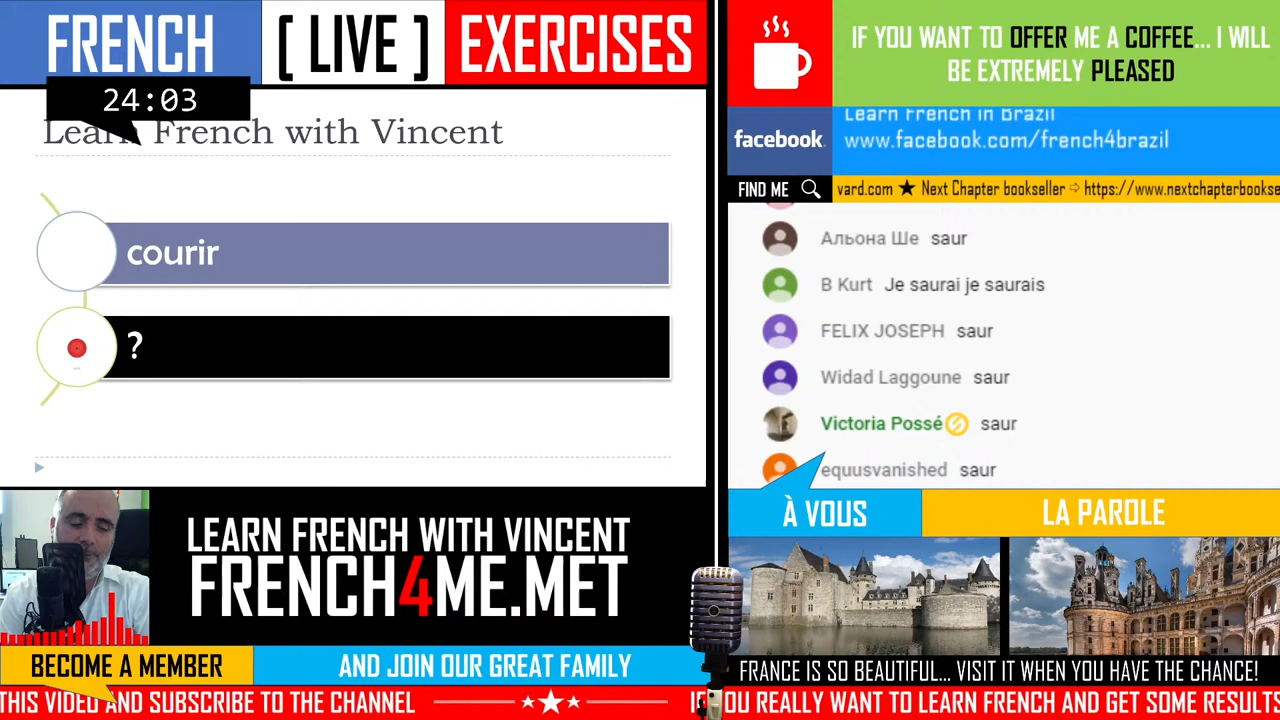 FRENCH [ LIVE ] EXERCISES
24:03
Learn French with Vincent
courir
?
LEARN FRENCH WITH VINCENT
FRENCH4ME.MET
BECOME A MEMBER
AND JOIN OUR GREAT FAMILY
THIS VIDEO AND SUBSCRIBE TO THE CHANNEL
IF YOU WANT TO OFFER ME A COFFEE... I WILL
BE EXTREMELY PLEASED
facebook.
Learn French in Brazil
www.facebook.com/french4brazil
FIND ME
vard.com ★ Next Chapter bookseller ⇨ https://www.nextchapterbookse
Альона Ше saur
B Kurt Je saurai je saurais
FELIX JOSEPH saur
Widad Laggoune saur
Victoria Possé saur
equusvanished saur
À VOUS LA PAROLE
FRANCE IS SO BEAUTIFUL... VISIT IT WHEN YOU HAVE THE CHANCE!
IF YOU REALLY WANT TO LEARN FRENCH AND GET SOME RESULTS